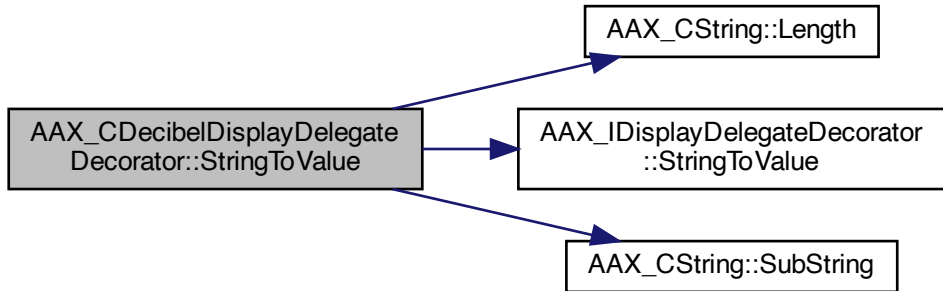 AAX_CString::Length
AAX_CDecibelDisplayDelegate
Decorator::StringToValue
AAX_IDisplayDelegateDecorator
::StringToValue
AAX_CString::SubString